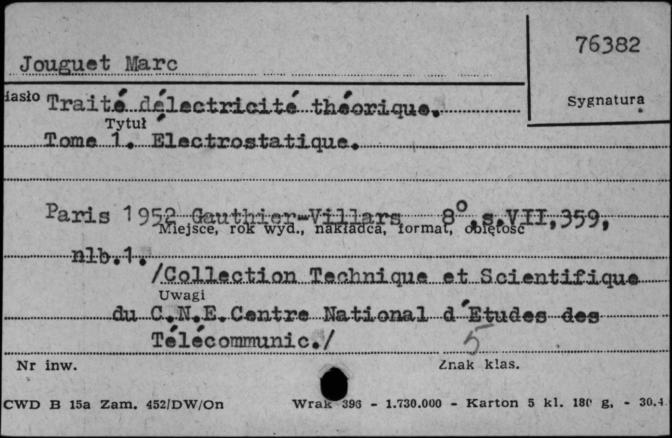 76382
Jouguet Marc
Sygnatura
iasło Traité délectricité théorique.
Tytuł
Tome 1. Électrostatique.
Paris 1952 Gauthier-Villars 8°, s.VII,359,
Miejsce, rok wyd., nakładca, format, objętość
nlb.1.
/Collection Technique et Scientifique
Uwagi
du C.N.E.Centre National d'Etudes des
Télécommunic./
5
Nr inw. Znak klas.
CWD B 15a Zam. 452/DW/On Wrak 396 - 1.730.000 - Karton 5 kl. 180 g. - 30.4